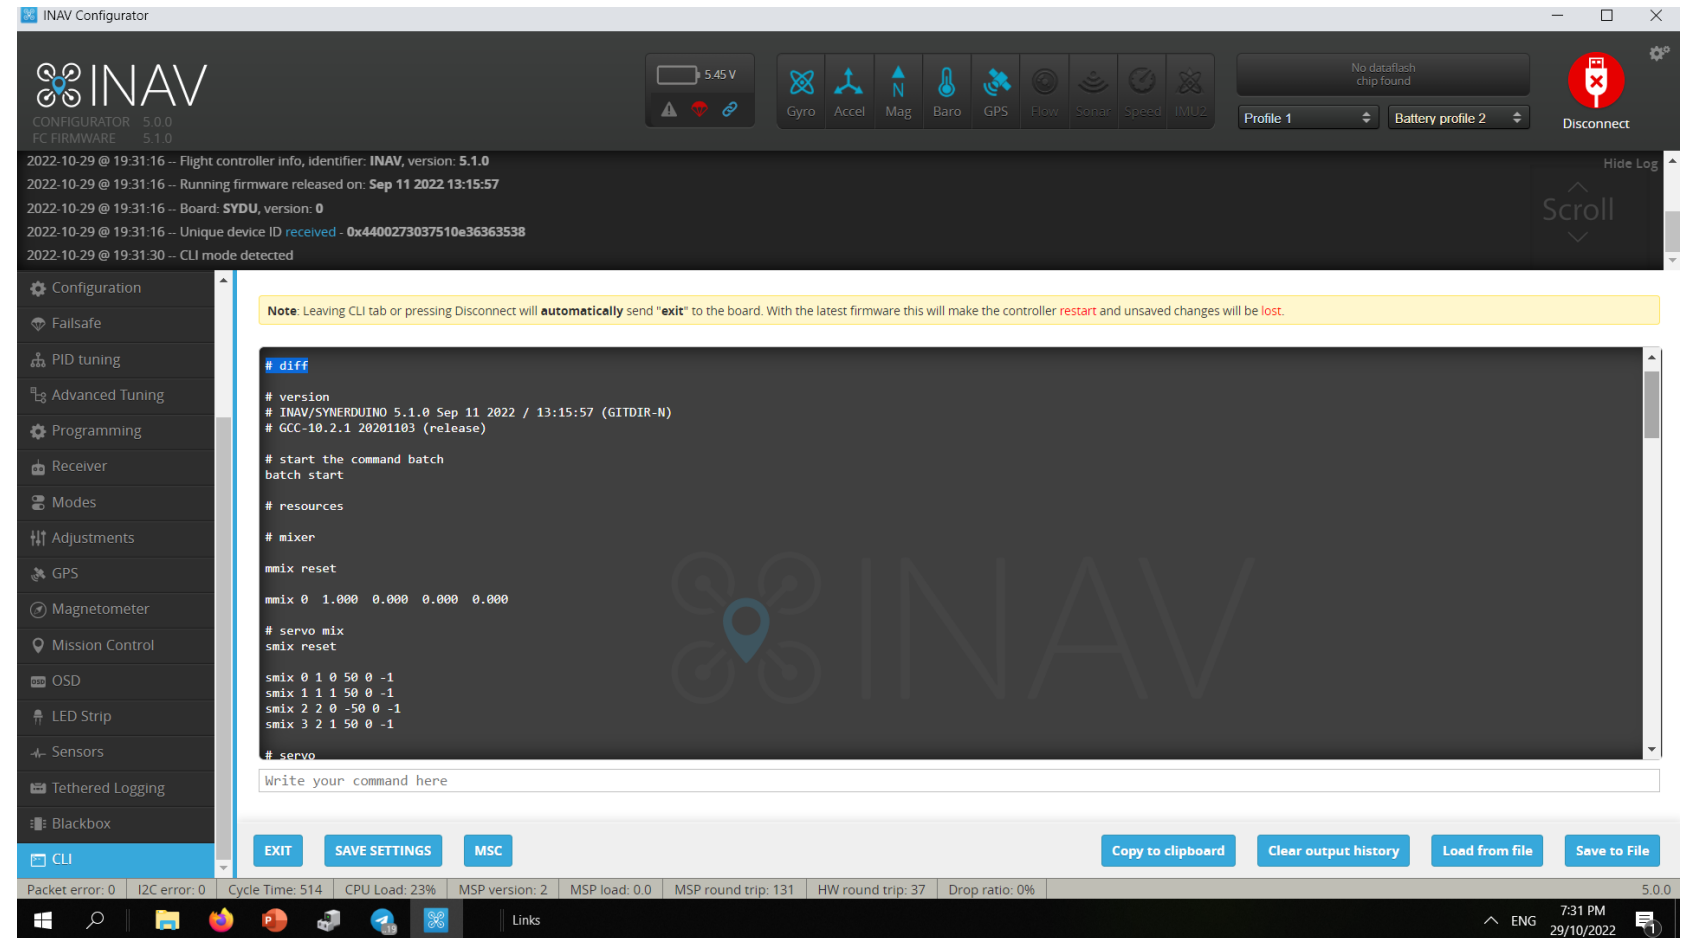 INAV Configurator
INAV
CONFIGURATOR 5.0.0
FC FIRMWARE 5.1.0
5.45 V
Gyro Accel Mag Baro GPS Flow Sonar Speed IMU2
No dataflash
chip found
Profile 1
Battery profile 2
Disconnect
2022-10-29 @ 19:31:16 -- Flight controller info, identifier: INAV, version: 5.1.0
2022-10-29 @ 19:31:16 -- Running firmware released on: Sep 11 2022 13:15:57
2022-10-29 @ 19:31:16 -- Board: SYDU, version: 0
2022-10-29 @ 19:31:16 -- Unique device ID received - 0x4400273037510e36363538
2022-10-29 @ 19:31:30 -- CLI mode detected
Hide Log
Scroll
Configuration
Failsafe
PID tuning
Advanced Tuning
Programming
Receiver
Modes
Adjustments
GPS
Magnetometer
Mission Control
OSD
LED Strip
Sensors
Tethered Logging
Blackbox
CLI
Note: Leaving CLI tab or pressing Disconnect will automatically send "exit" to the board. With the latest firmware this will make the controller restart and unsaved changes will be lost.
# diff
# version
# INAV/SYNERDUINO 5.1.0 Sep 11 2022 / 13:15:57 (GITDIR-N)
# GCC-10.2.1 20201103 (release)
# start the command batch
batch start
# resources
# mixer
mmix reset
mmix 0 1.000 0.000 0.000 0.000
# servo mix
smix reset
smix 0 1 0 50 0 -1
smix 1 1 1 50 0 -1
smix 2 2 0 -50 0 -1
smix 3 2 1 50 0 -1
# servo
INAV
Write your command here
EXIT
SAVE SETTINGS
MSC
Copy to clipboard
Clear output history
Load from file
Save to File
Packet error: 0 I2C error: 0 Cycle Time: 514 CPU Load: 23% MSP version: 2 MSP load: 0.0 MSP round trip: 131 HW round trip: 37 Drop ratio: 0% 5.0.0
Links
ENG
7:31 PM
29/10/2022